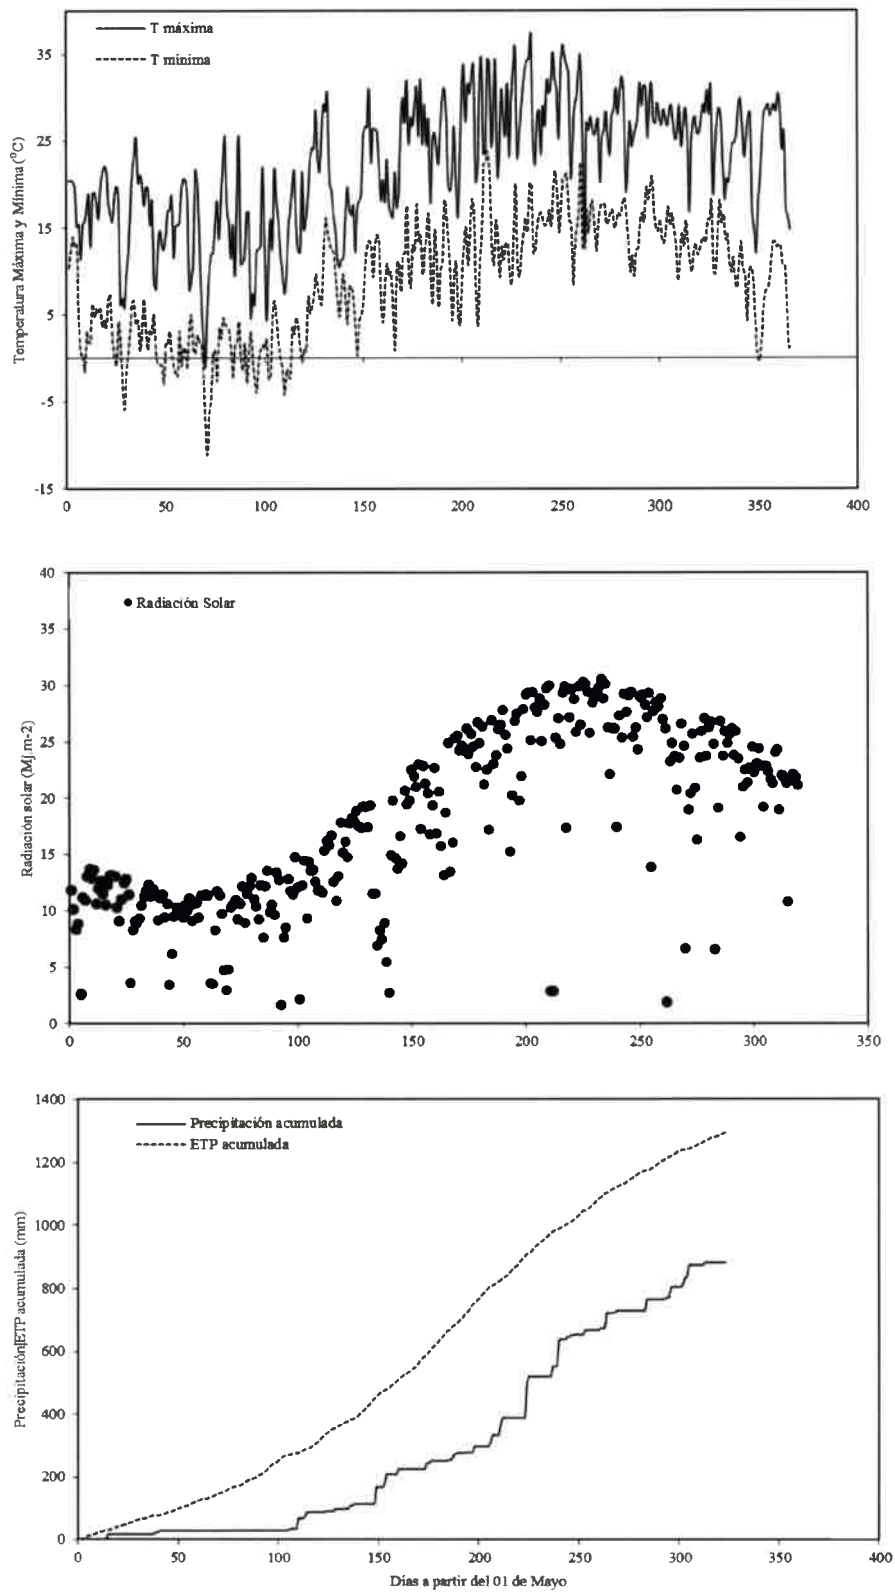 T máxima
T mínima
Temperatura Máxima y Mínima (°C)
35
25
15
5
-5
-15
0 50 100 150 200 250 300 350 400
Radiación Solar
Radiación solar (Mj.m-2)
40
35
30
25
20
15
10
5
0
0 50 100 150 200 250 300 350
Precipitación acumulada
ETP acumulada
Precipitación|ETP acumulada (mm)
1400
1200
1000
800
600
400
200
0
0 50 100 150 200 250 300 350 400
Días a partir del 01 de Mayo